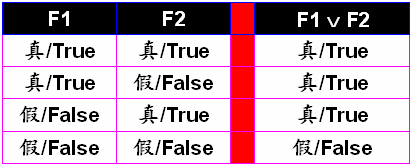 F1 F2 F1 ∨ F2
真/True 真/True 真/True
真/True 假/False 真/True
假/False 真/True 真/True
假/False 假/False 假/False